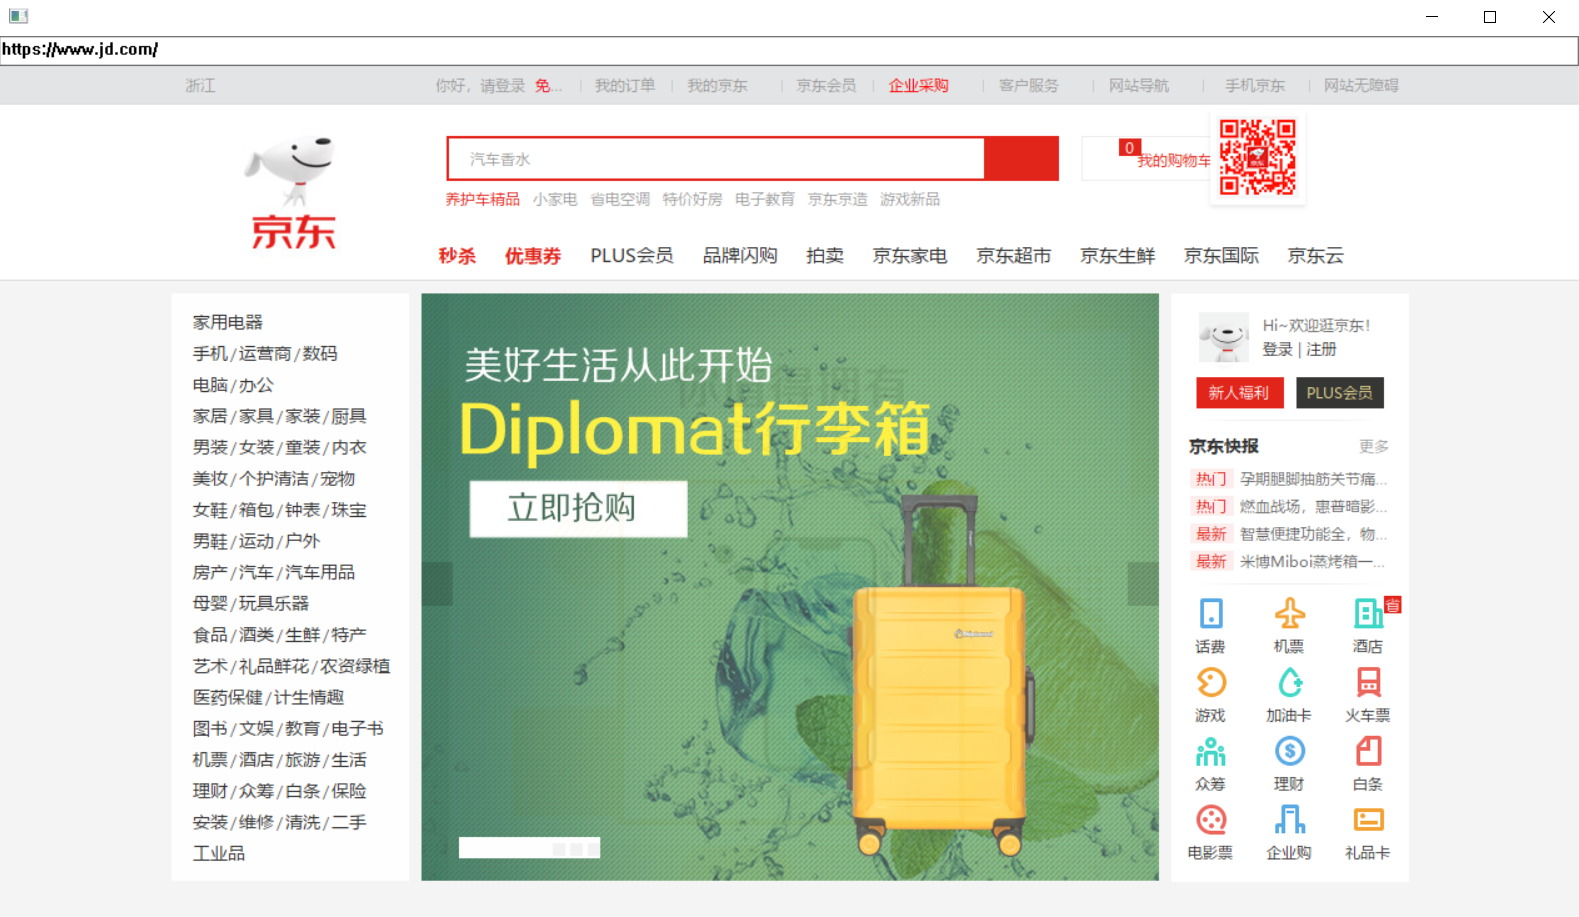 https://www.jd.com/
浙江
你好，请登录 免... 我的订单 我的京东 京东会员 企业采购 客户服务 网站导航 手机京东 网站无障碍
京东
汽车香水
0
我的购物车
养护车精品 小家电 省电空调 特价好房 电子教育 京东京造 游戏新品
秒杀 优惠券 PLUS会员 品牌闪购 拍卖 京东家电 京东超市 京东生鲜 京东国际 京东云
家用电器
手机/运营商/数码
电脑/办公
家居/家具/家装/厨具
男装/女装/童装/内衣
美妆/个护清洁/宠物
女鞋/箱包/钟表/珠宝
男鞋/运动/户外
房产/汽车/汽车用品
母婴/玩具乐器
食品/酒类/生鲜/特产
艺术/礼品鲜花/农资绿植
医药保健/计生情趣
图书/文娱/教育/电子书
机票/酒店/旅游/生活
理财/众筹/白条/保险
安装/维修/清洗/二手
工业品
美好生活从此开始
Diplomat行李箱
立即抢购
Diplomat
Hi~欢迎逛京东!
登录 | 注册
新人福利 PLUS会员
京东快报 更多
热门 孕期腿脚抽筋关节痛...
热门 燃血战场，惠普暗影...
最新 智慧便捷功能全，物...
最新 米博Miboi蒸烤箱一...
省
话费 机票 酒店
游戏 加油卡 火车票
众筹 理财 白条
电影票 企业购 礼品卡